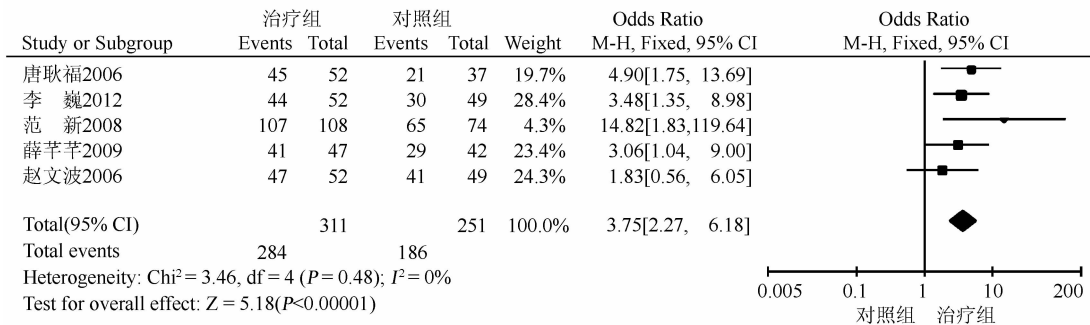 治疗组 对照组 Odds Ratio Odds Ratio
Study or Subgroup Events Total Events Total Weight M-H, Fixed, 95% CI M-H, Fixed, 95% CI
唐耿福2006 45 52 21 37 19.7% 4.90[1.75, 13.69]
李 巍2012 44 52 30 49 28.4% 3.48[1.35, 8.98]
范 新2008 107 108 65 74 4.3% 14.82[1.83,119.64]
薛芊芊2009 41 47 29 42 23.4% 3.06[1.04, 9.00]
赵文波2006 47 52 41 49 24.3% 1.83[0.56, 6.05]
Total(95% CI) 311 251 100.0% 3.75[2.27, 6.18]
Total events 284 186
Heterogeneity: Chi² = 3.46, df = 4 (P = 0.48); I² = 0%
Test for overall effect: Z = 5.18(P<0.00001)
0.005 0.1 1 10 200
对照组 治疗组